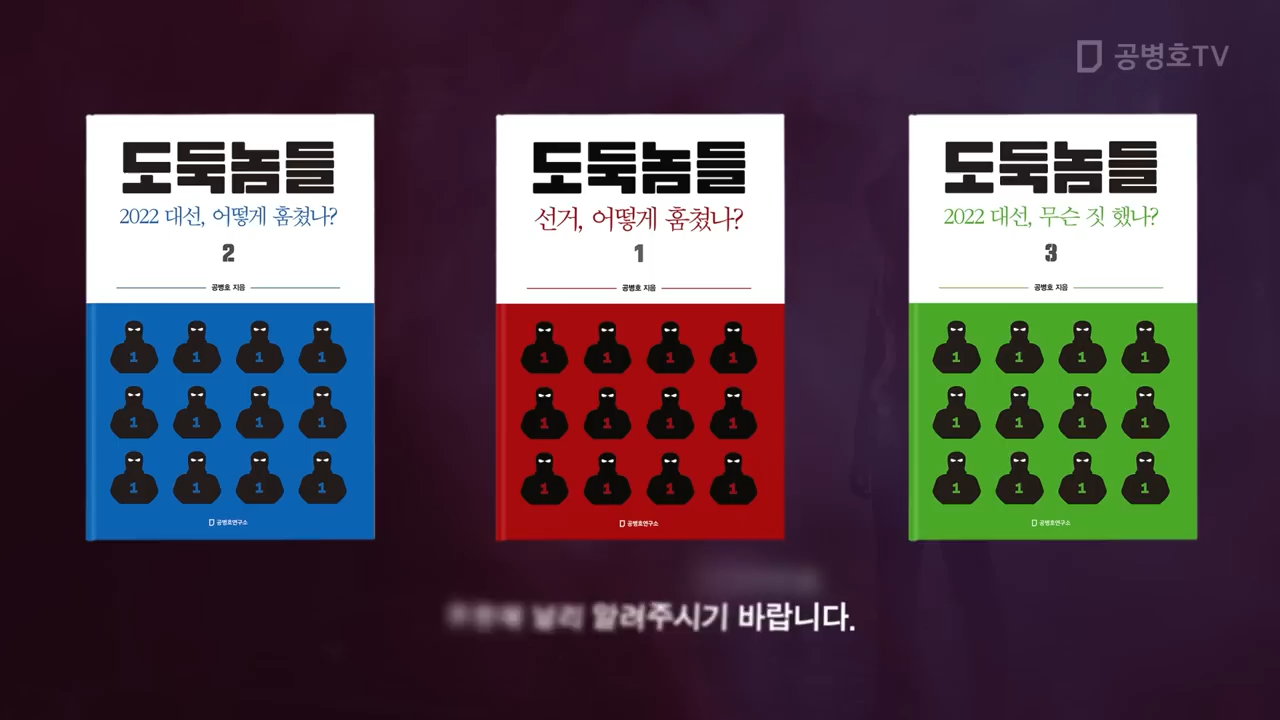 공병호TV
도둑놈들
2022 대선, 어떻게 훔쳤나?
2
공병호 지음
1 1 1 1
1 1 1 1
1 1 1 1
공병호연구소
도둑놈들
선거, 어떻게 훔쳤나?
1
공병호 지음
1 1 1 1
1 1 1 1
1 1 1 1
공병호연구소
도둑놈들
2022 대선, 무슨 짓 했나?
3
공병호 지음
1 1 1 1
1 1 1 1
1 1 1 1
공병호연구소
널리 알려주시기 바랍니다.